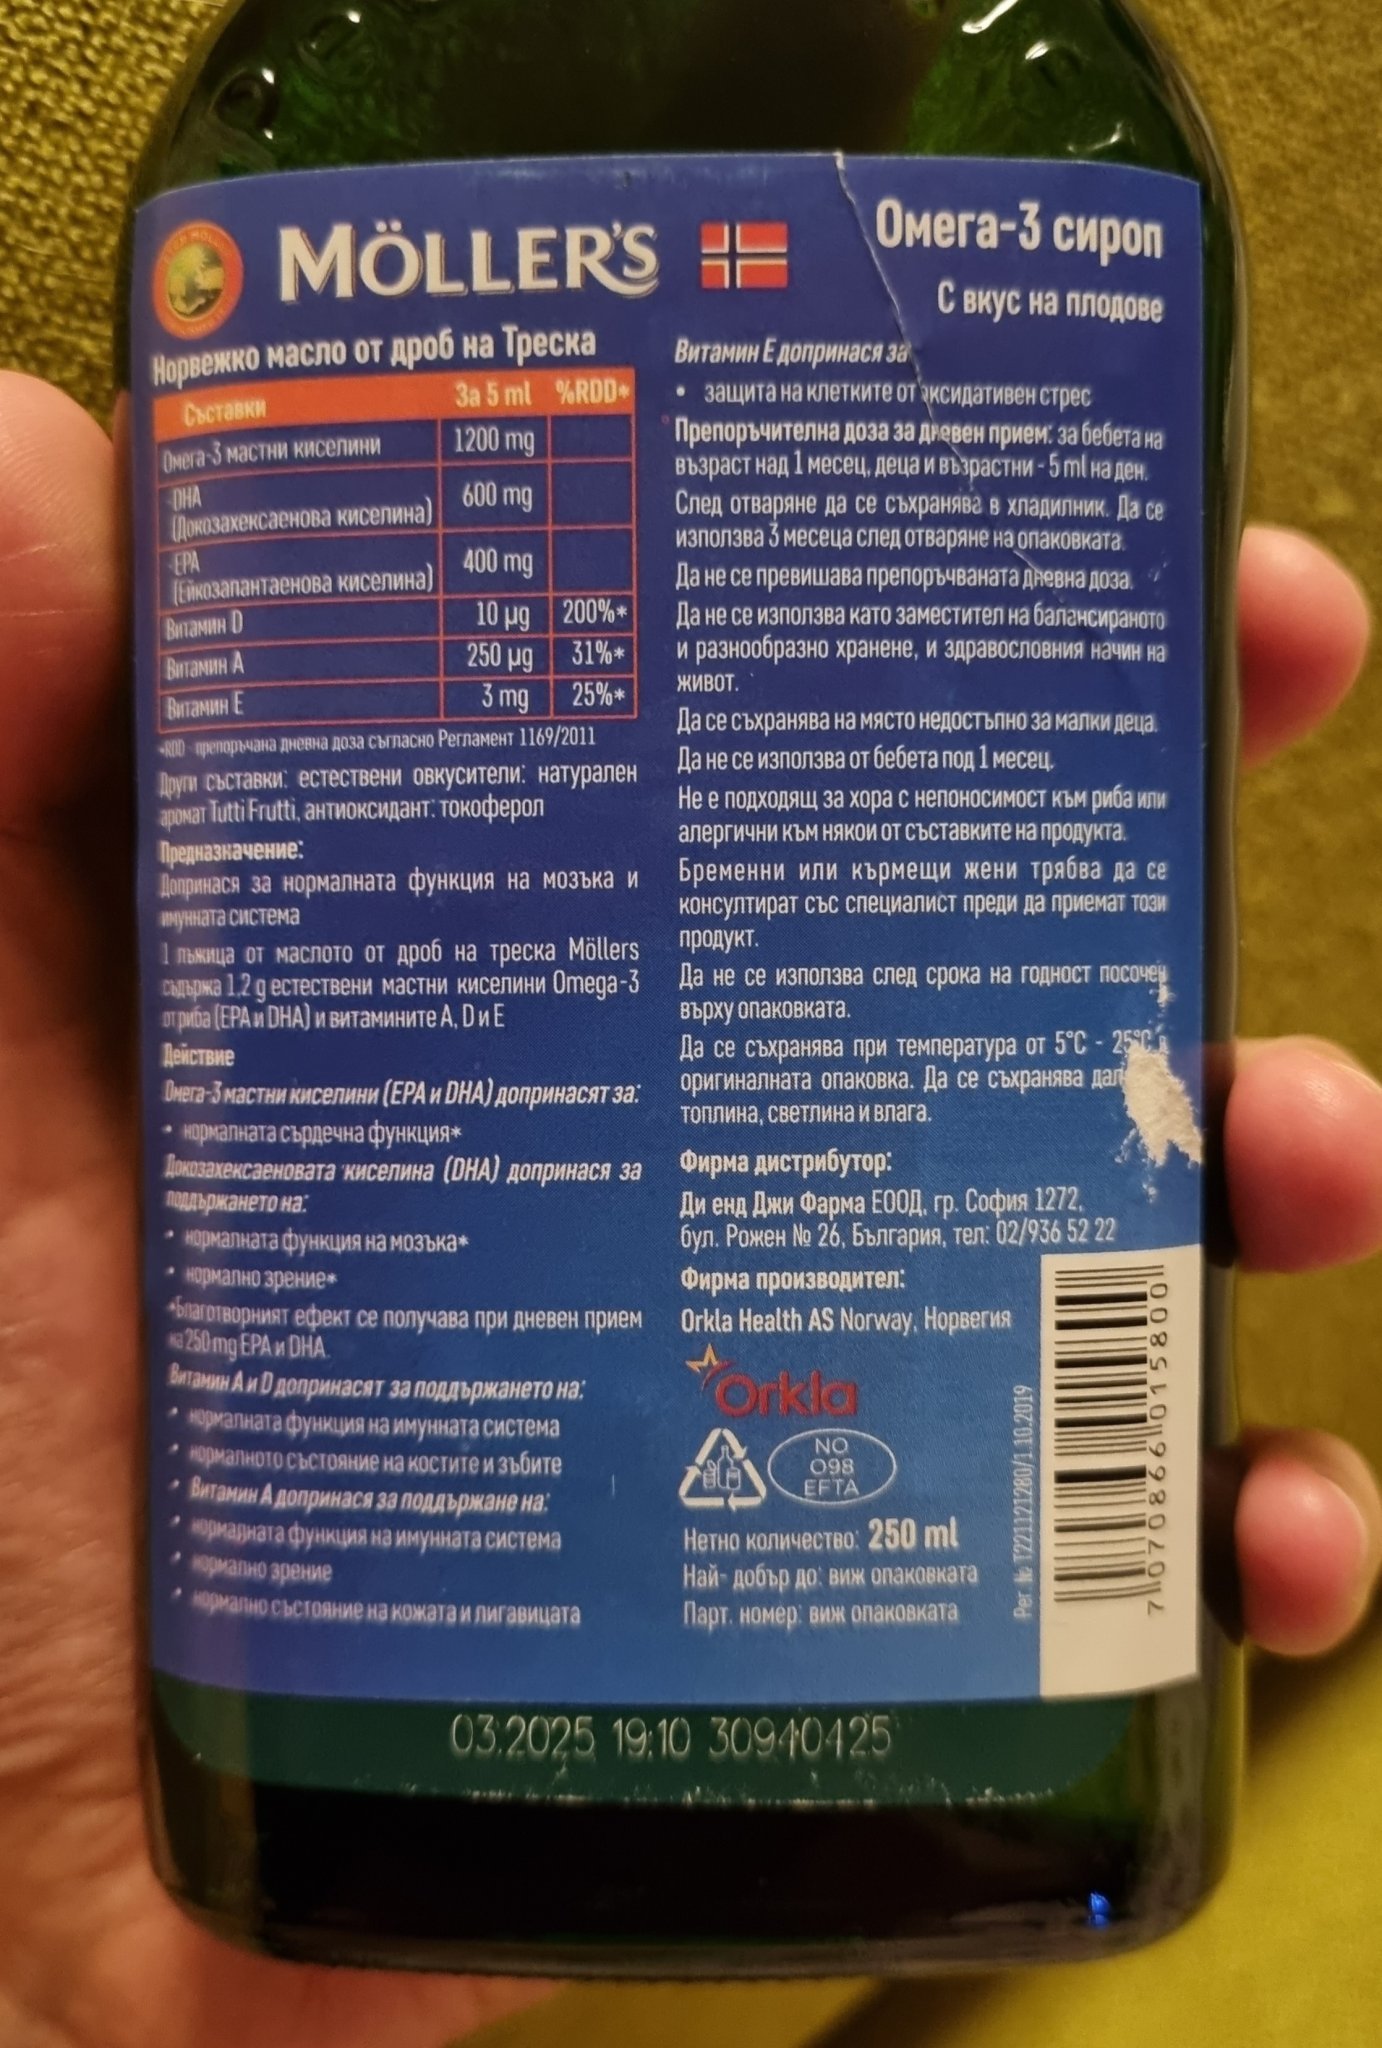 MÖLLER'S
Омега-3 сироп
С вкус на плодове
Норвежко масло от дроб на Треска
Съставки За 5 ml %RDD*
Омега-3 мастни киселини 1200 mg
-DHA
(Докозахексаенова киселина) 600 mg
-EPA
(Ейкозапантаенова киселина) 400 mg
Витамин D 10 µg 200%*
Витамин А 250 µg 31%*
Витамин Е 3 mg 25%*
*RDD - препоръчана дневна доза съгласно Регламент 1169/2011
Други съставки: естествени овкусители: натурален
аромат Tutti Frutti, антиоксидант: токоферол
Предназначение:
Допринася за нормалната функция на мозъка и
имунната система
1 лъжица от маслото от дроб на треска Möllers
съдържа 1,2 g естествени мастни киселини Omega-3
от риба (EPA и DHA) и витамините A, D и E
Действие
Омега-3 мастни киселини (EPA и DHA) допринасят за:
• нормалната сърдечна функция*
Докозахексаеновата киселина (DHA) допринася за
поддържането на:
• нормалната функция на мозъка*
• нормално зрение*
*Благотворният ефект се получава при дневен прием
на 250 mg EPA и DHA.
Витамин А и D допринасят за поддържането на:
• нормалната функция на имунната система
• нормалното състояние на костите и зъбите
• Витамин А допринася за поддържане на:
• нормалната функция на имунната система
• нормално зрение
• нормално състояние на кожата и лигавицата
Витамин Е допринася за
• защита на клетките от оксидативен стрес
Препоръчителна доза за дневен прием: за бебета на
възраст над 1 месец, деца и възрастни - 5 ml на ден.
След отваряне да се съхранява в хладилник. Да се
използва 3 месеца след отваряне на опаковката.
Да не се превишава препоръчваната дневна доза.
Да не се използва като заместител на балансираното
и разнообразно хранене, и здравословния начин на
живот.
Да се съхранява на място недостъпно за малки деца.
Да не се използва от бебета под 1 месец.
Не е подходящ за хора с непоносимост към риба или
алергични към някои от съставките на продукта.
Бременни или кърмещи жени трябва да се
консултират със специалист преди да приемат този
продукт.
Да не се използва след срока на годност посочен
върху опаковката.
Да се съхранява при температура от 5°C - 25°C в
оригиналната опаковка. Да се съхранява
топлина, светлина и влага.
Фирма дистрибутор:
Ди енд Джи Фарма ЕООД, гр. София 1272,
бул. Рожен № 26, България, тел: 02/936 52 22
Фирма производител:
Orkla Health AS Norway, Норвегия
Orkla
NO
098
EFTA
Нетно количество: 250 ml
Най- добър до: виж опаковката
Парт. номер: виж опаковката
Рег. № Т221121280/1.10.2019
7070866015800
03.2025 19:10 30940425